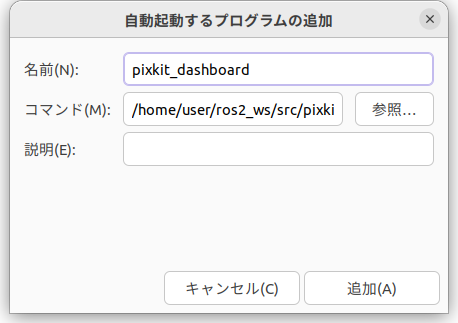 自動起動するプログラムの追加
名前(N): pixkit_dashboard
コマンド(M): /home/user/ros2_ws/src/pixki 参照...
説明(E):
キャンセル(C) 追加(A)